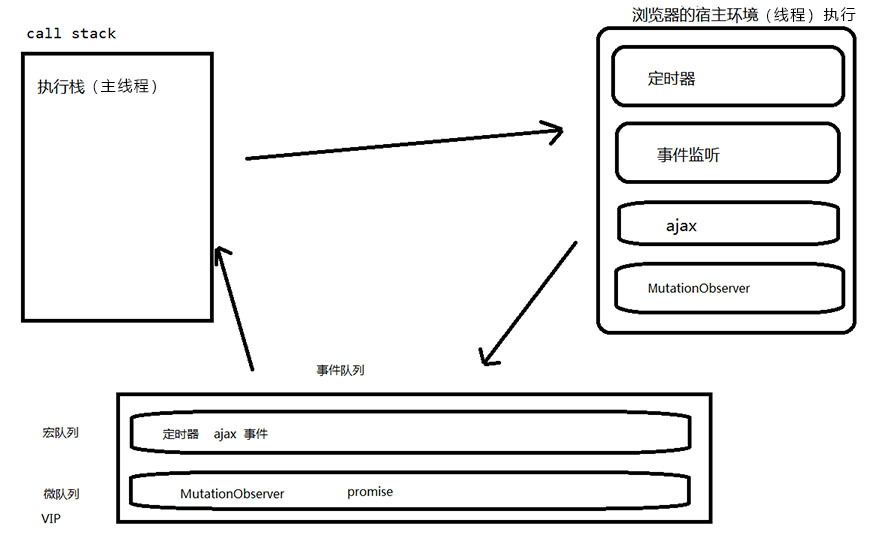 浏览器的宿主环境（线程）执行
call stack
执行栈（主线程）
定时器
事件监听
ajax
MutationObserver
事件队列
宏队列
定时器 ajax 事件
微队列
MutationObserver promise
VIP